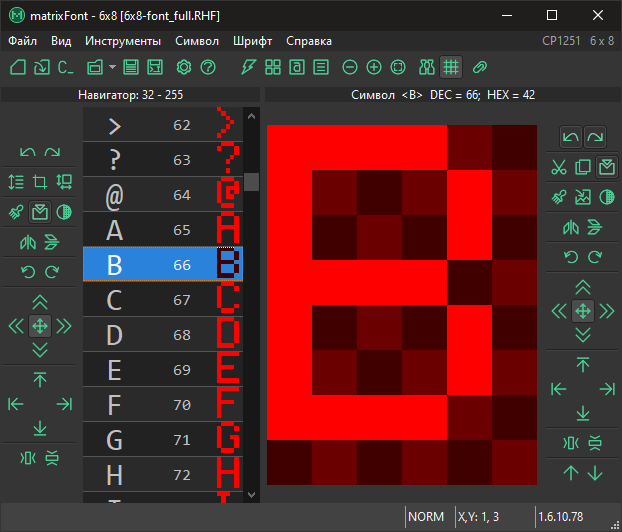 matrixFont - 6x8 [6x8-font_full.RHF]
Файл Вид Инструменты Символ Шрифт Справка CP1251 6 x 8
Навигатор: 32 - 255
Символ <B> DEC = 66; HEX = 42
> 62
? 63
@ 64
A 65
B 66
C 67
D 68
E 69
F 70
G 71
H 72
NORM X,Y: 1, 3 1.6.10.78